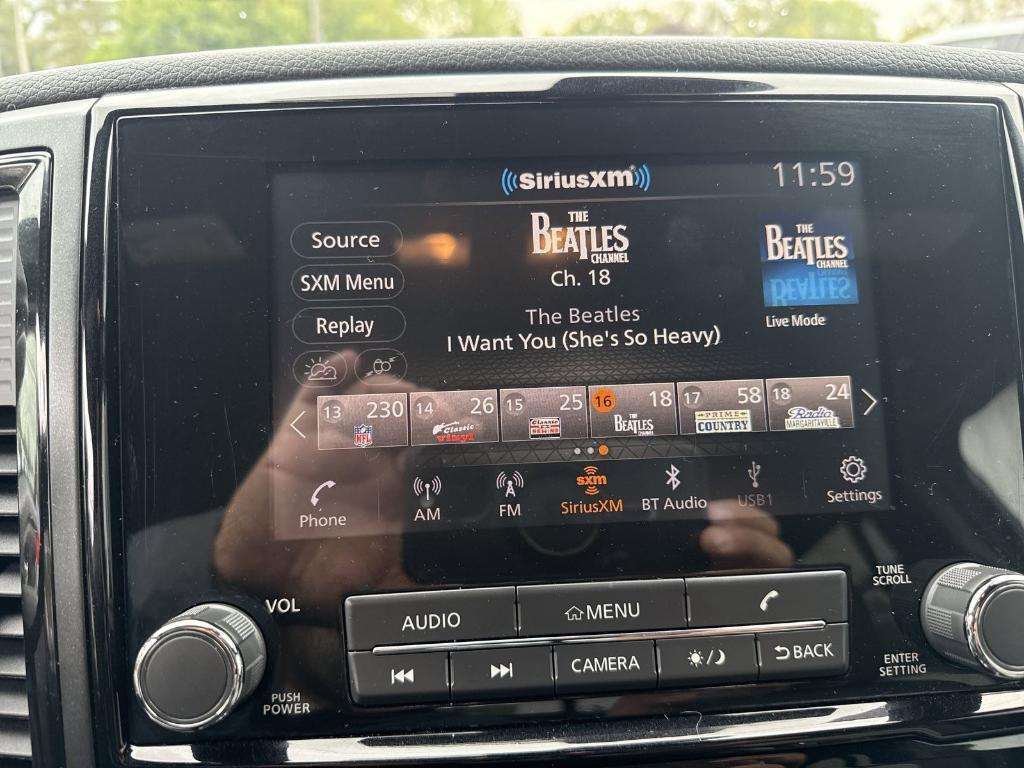 SiriusXM
11:59
Source
THE
BEATLES
CHANNEL
THE
BEATLES
CHANNEL
BEATLES
SXM Menu
Ch. 18
Replay
The Beatles
I Want You (She's So Heavy)
Live Mode
13 230
NFL
14 26
Classic
vinyl
15 25
Classic
REWIND
16 18
THE
BEATLES
CHANNEL
17 58
PRIME
COUNTRY
18 24
Radio
MARGARITAVILLE
Phone
AM
FM
sxm
SiriusXM
BT Audio
USB1
Settings
VOL
PUSH
POWER
AUDIO
MENU
CAMERA
BACK
TUNE
SCROLL
ENTER
SETTING